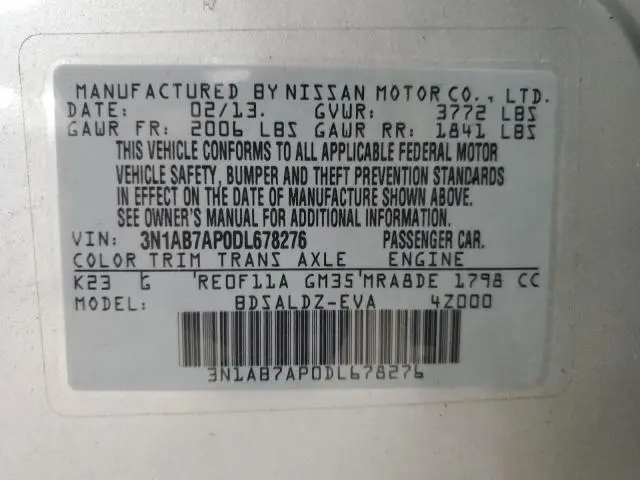 MANUFACTURED BY NISSAN MOTOR CO., LTD.
DATE: 02/13. GVWR: 3772 LBS
GAWR FR: 2006 LBS GAWR RR: 1841 LBS
THIS VEHICLE CONFORMS TO ALL APPLICABLE FEDERAL MOTOR
VEHICLE SAFETY, BUMPER AND THEFT PREVENTION STANDARDS
IN EFFECT ON THE DATE OF MANUFACTURE SHOWN ABOVE.
SEE OWNER'S MANUAL FOR ADDITIONAL INFORMATION.
VIN: 3N1AB7AP0DL678276 PASSENGER CAR.
COLOR TRIM TRANS AXLE ENGINE
K23 G RE0F11A GM35 MRA8DE 1798 CC
MODEL: BDSALDZ-EVA 4Z000
3N1AB7AP0DL678276